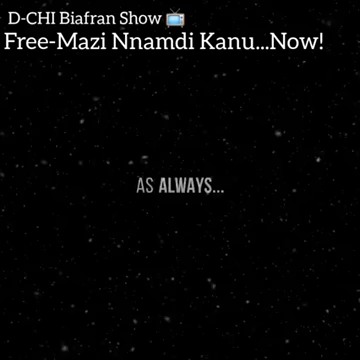 D-CHI Biafran Show 📺
Free-Mazi Nnamdi Kanu...Now!
AS ALWAYS...